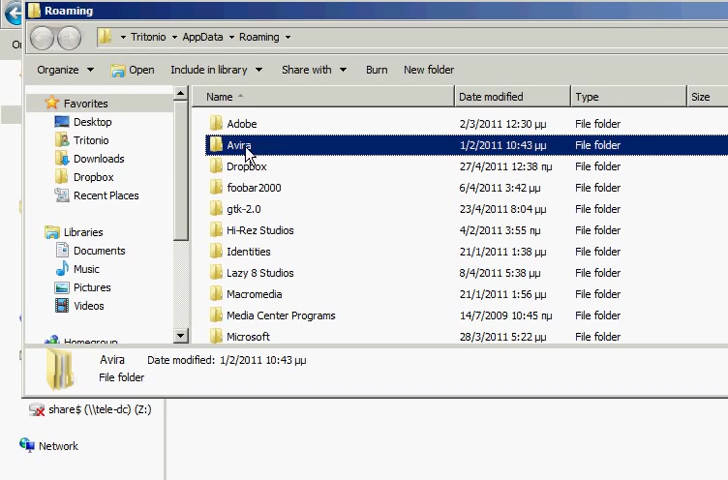 Roaming
Tritonio AppData Roaming
Organize Open Include in library Share with Burn New folder
Name Date modified Type Size
Favorites
Desktop
Tritonio
Downloads
Dropbox
Recent Places
Libraries
Documents
Music
Pictures
Videos
Homegroup
Adobe 2/3/2011 12:30 μμ File folder
Avira 1/2/2011 10:43 μμ File folder
Dropbox 27/4/2011 12:38 πμ File folder
foobar2000 6/4/2011 3:42 μμ File folder
gtk-2.0 23/4/2011 8:04 μμ File folder
Hi-Rez Studios 4/2/2011 3:55 πμ File folder
Identities 21/1/2011 1:38 μμ File folder
Lazy 8 Studios 8/4/2011 5:38 μμ File folder
Macromedia 21/1/2011 1:56 μμ File folder
Media Center Programs 14/7/2009 10:45 πμ File folder
Microsoft 28/3/2011 5:22 μμ File folder
Avira Date modified: 1/2/2011 10:43 μμ
File folder
share$ (\\tele-dc) (Z:)
Network